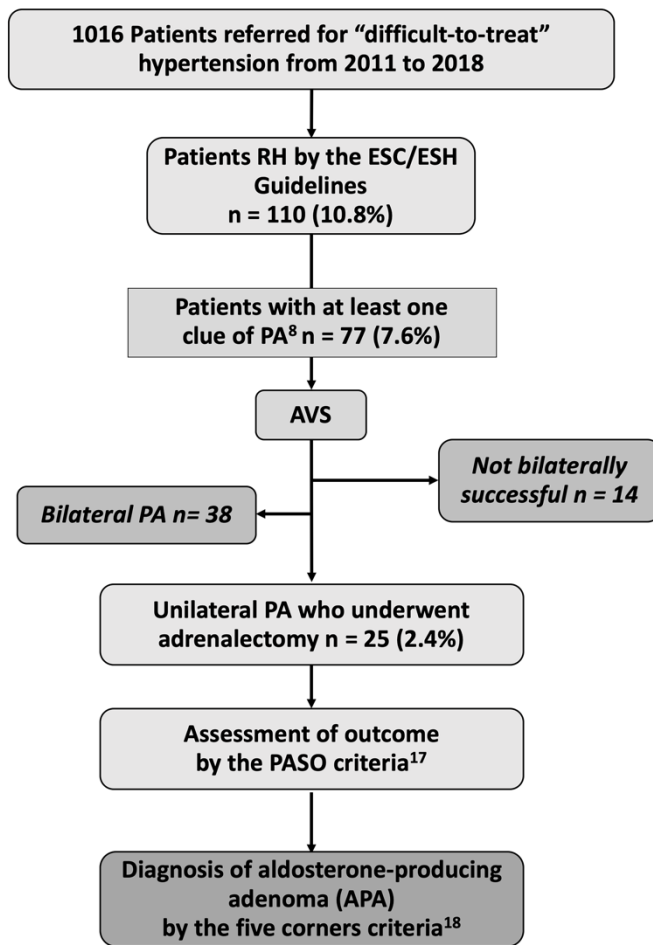 1016 Patients referred for “difficult-to-treat”
hypertension from 2011 to 2018
Patients RH by the ESC/ESH
Guidelines
n = 110 (10.8%)
Patients with at least one
clue of PA⁸ n = 77 (7.6%)
AVS
Not bilaterally
successful n = 14
Bilateral PA n= 38
Unilateral PA who underwent
adrenalectomy n = 25 (2.4%)
Assessment of outcome
by the PASO criteria¹⁷
Diagnosis of aldosterone-producing
adenoma (APA)
by the five corners criteria¹⁸